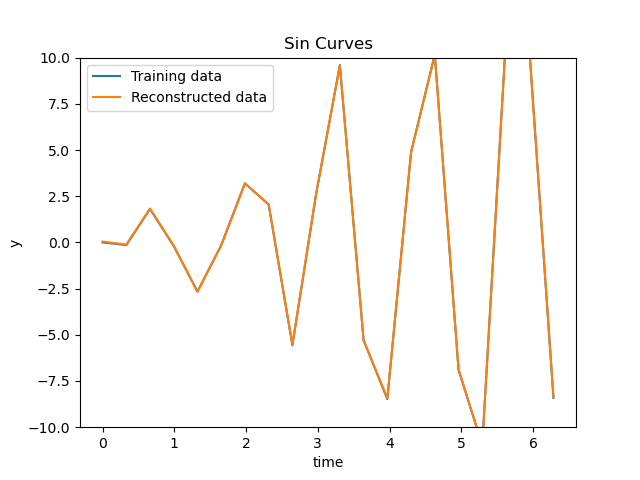 Sin Curves
Training data
Reconstructed data
10.0
7.5
5.0
2.5
0.0
−2.5
−5.0
−7.5
−10.0
y
0 1 2 3 4 5 6
time